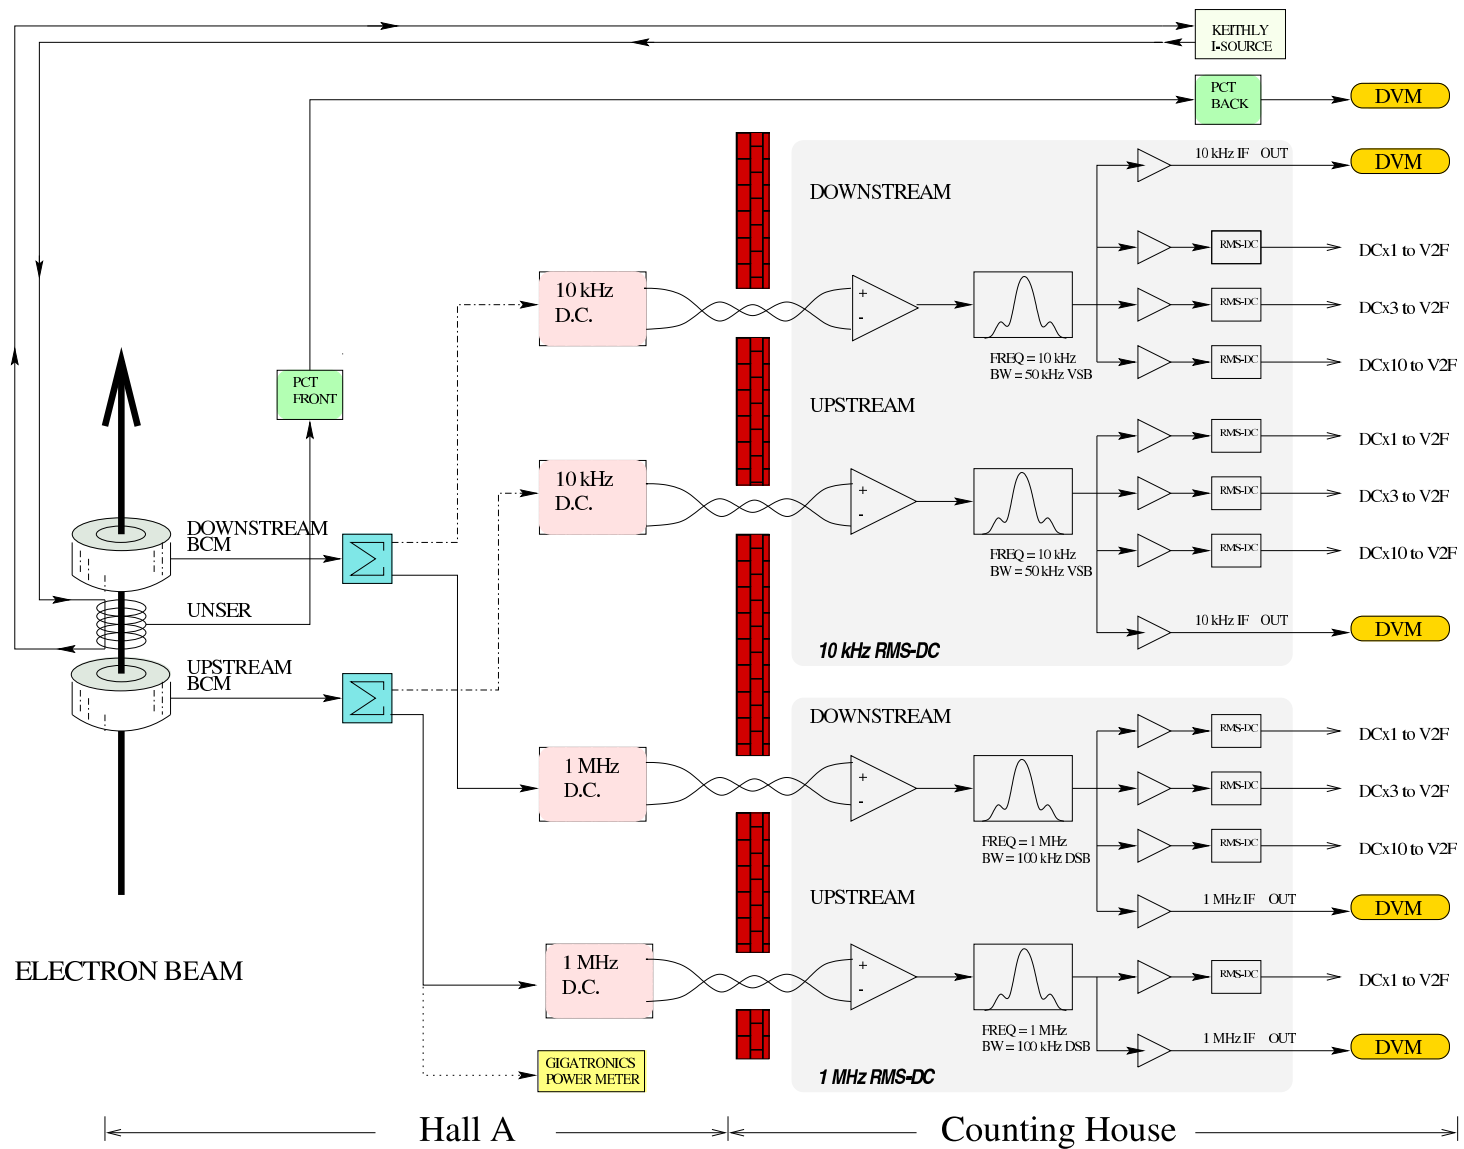 KEITHLY
I-SOURCE
PCT
BACK
DVM
10 kHz IF OUT
DVM
DOWNSTREAM
RMS-DC
DCx1 to V2F
10 kHz
D.C.
+
-
RMS-DC
DCx3 to V2F
FREQ = 10 kHz
BW = 50 kHz VSB
RMS-DC
DCx10 to V2F
PCT
FRONT
UPSTREAM
RMS-DC
DCx1 to V2F
10 kHz
D.C.
+
-
RMS-DC
DCx3 to V2F
DOWNSTREAM
BCM
Σ
FREQ = 10 kHz
BW = 50 kHz VSB
RMS-DC
DCx10 to V2F
UNSER
10 kHz IF OUT
DVM
10 kHz RMS-DC
UPSTREAM
BCM
Σ
DOWNSTREAM
RMS-DC
DCx1 to V2F
1 MHz
D.C.
+
-
RMS-DC
DCx3 to V2F
FREQ = 1 MHz
BW = 100 kHz DSB
RMS-DC
DCx10 to V2F
UPSTREAM
1 MHz IF OUT
DVM
ELECTRON BEAM
1 MHz
D.C.
+
-
RMS-DC
DCx1 to V2F
FREQ = 1 MHz
BW = 100 kHz DSB
1 MHz IF OUT
DVM
GIGATRONICS
POWER METER
1 MHz RMS-DC
Hall A
Counting House